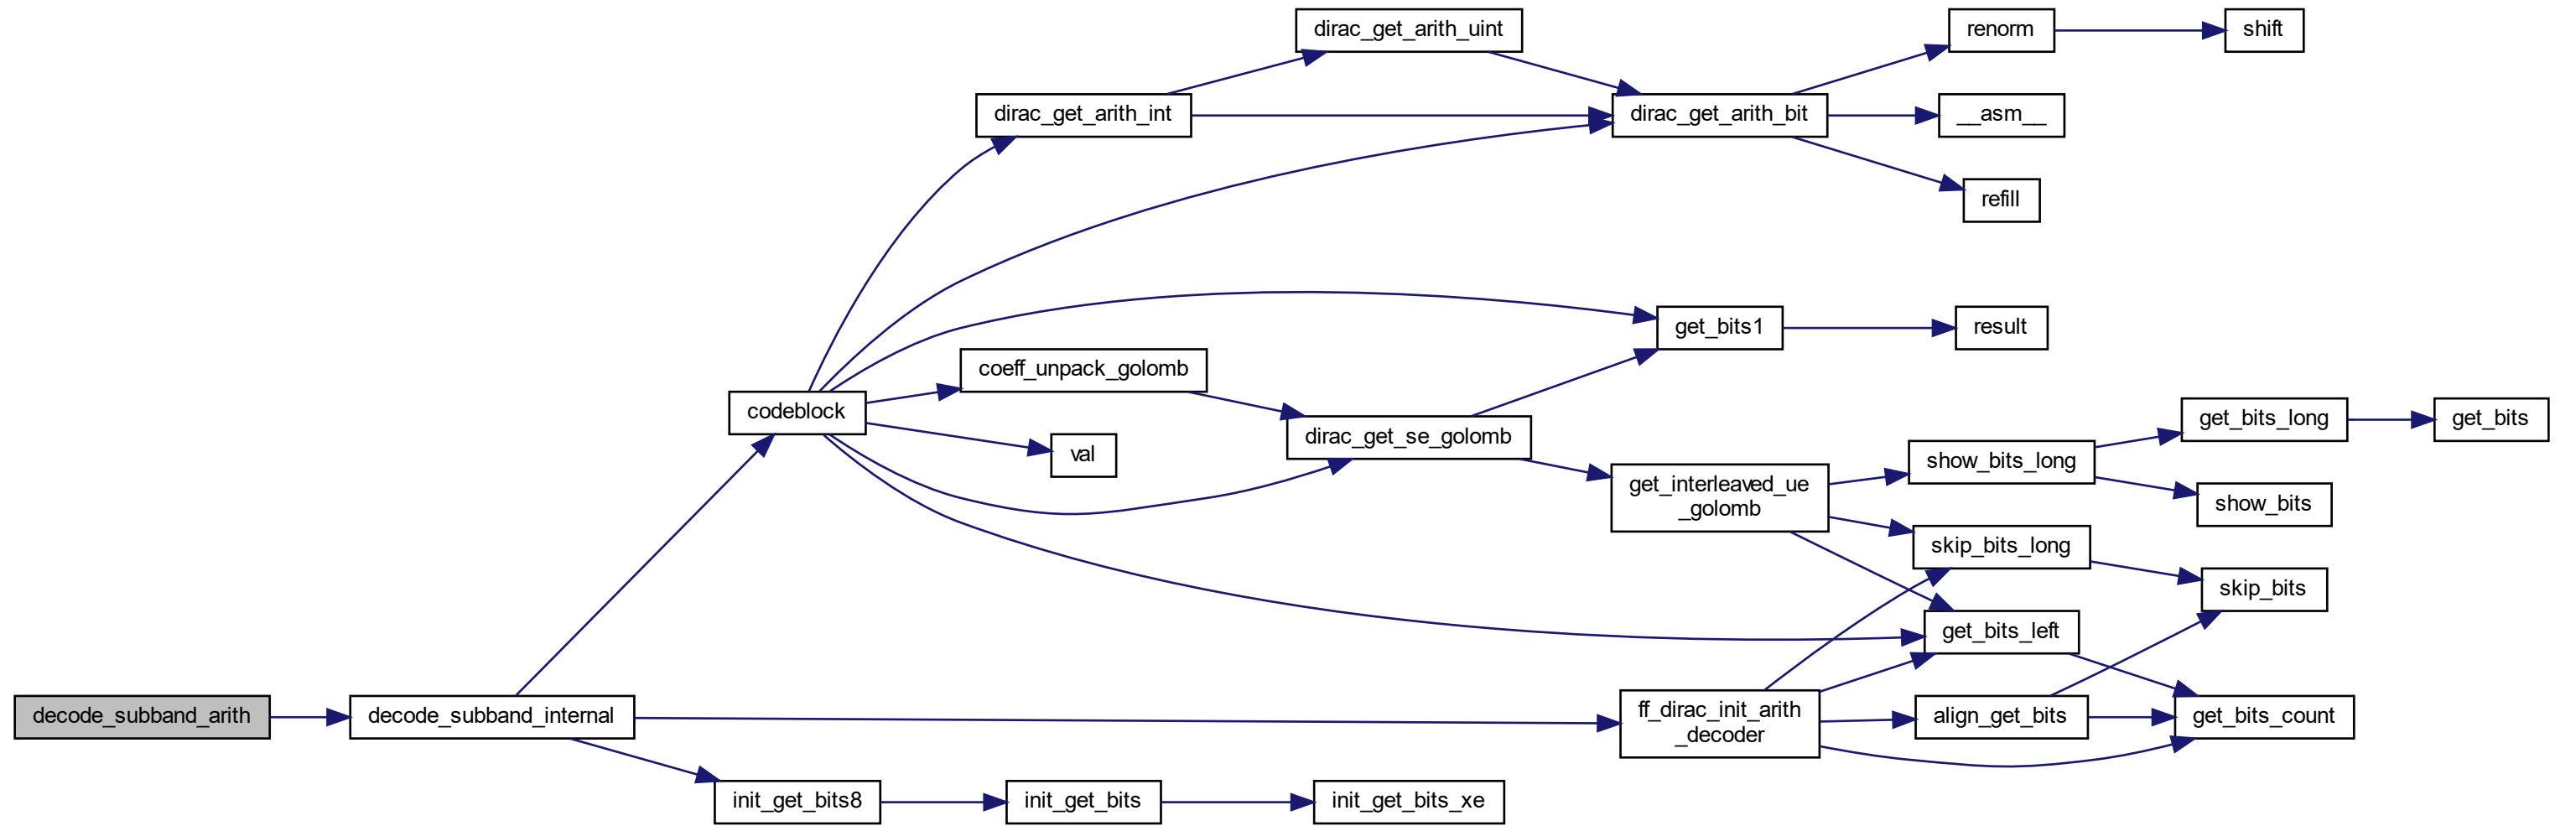 dirac_get_arith_uint
renorm
shift
dirac_get_arith_int
dirac_get_arith_bit
__asm__
refill
get_bits1
result
coeff_unpack_golomb
codeblock
val
dirac_get_se_golomb
get_bits_long
get_bits
show_bits_long
get_interleaved_ue
_golomb
show_bits
skip_bits_long
skip_bits
get_bits_left
decode_subband_arith
decode_subband_internal
ff_dirac_init_arith
_decoder
align_get_bits
get_bits_count
init_get_bits8
init_get_bits
init_get_bits_xe